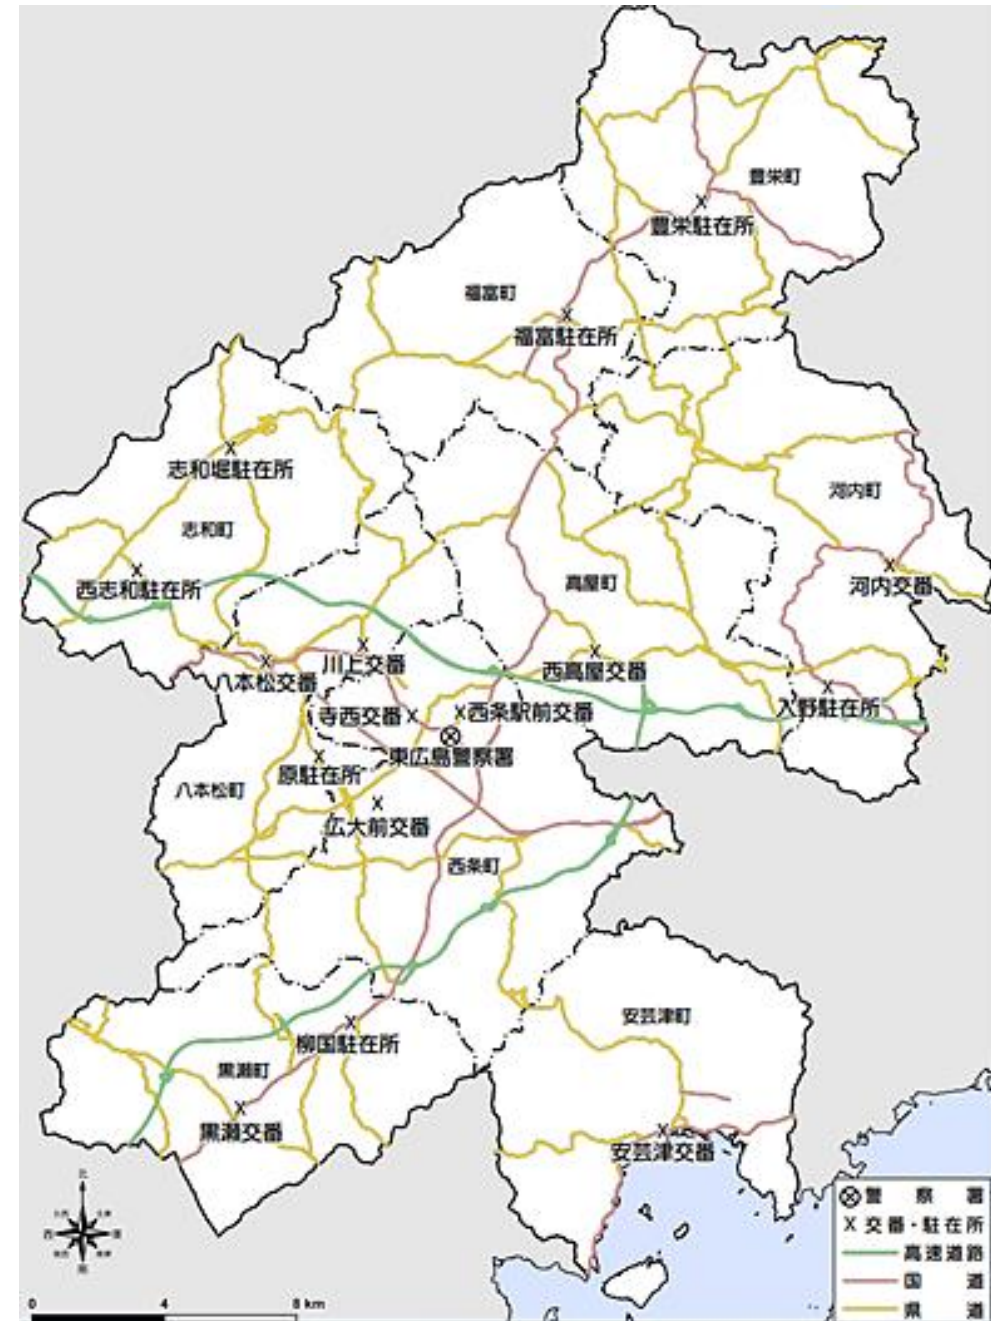 豊栄町
豊栄駐在所
福富町
福富駐在所
志和堀駐在所
河内町
志和町
河内交番
高屋町
西志和駐在所
川上交番
西高屋交番
八本松交番
入野駐在所
寺西交番
西条駅前交番
東広島警察署
原駐在所
八本松町
広大前交番
西条町
安芸津町
柳国駐在所
黒瀬町
黒瀬交番
安芸津交番
北
西
南
0 4 8 km
警察署
交番・駐在所
高速道路
国道
県道